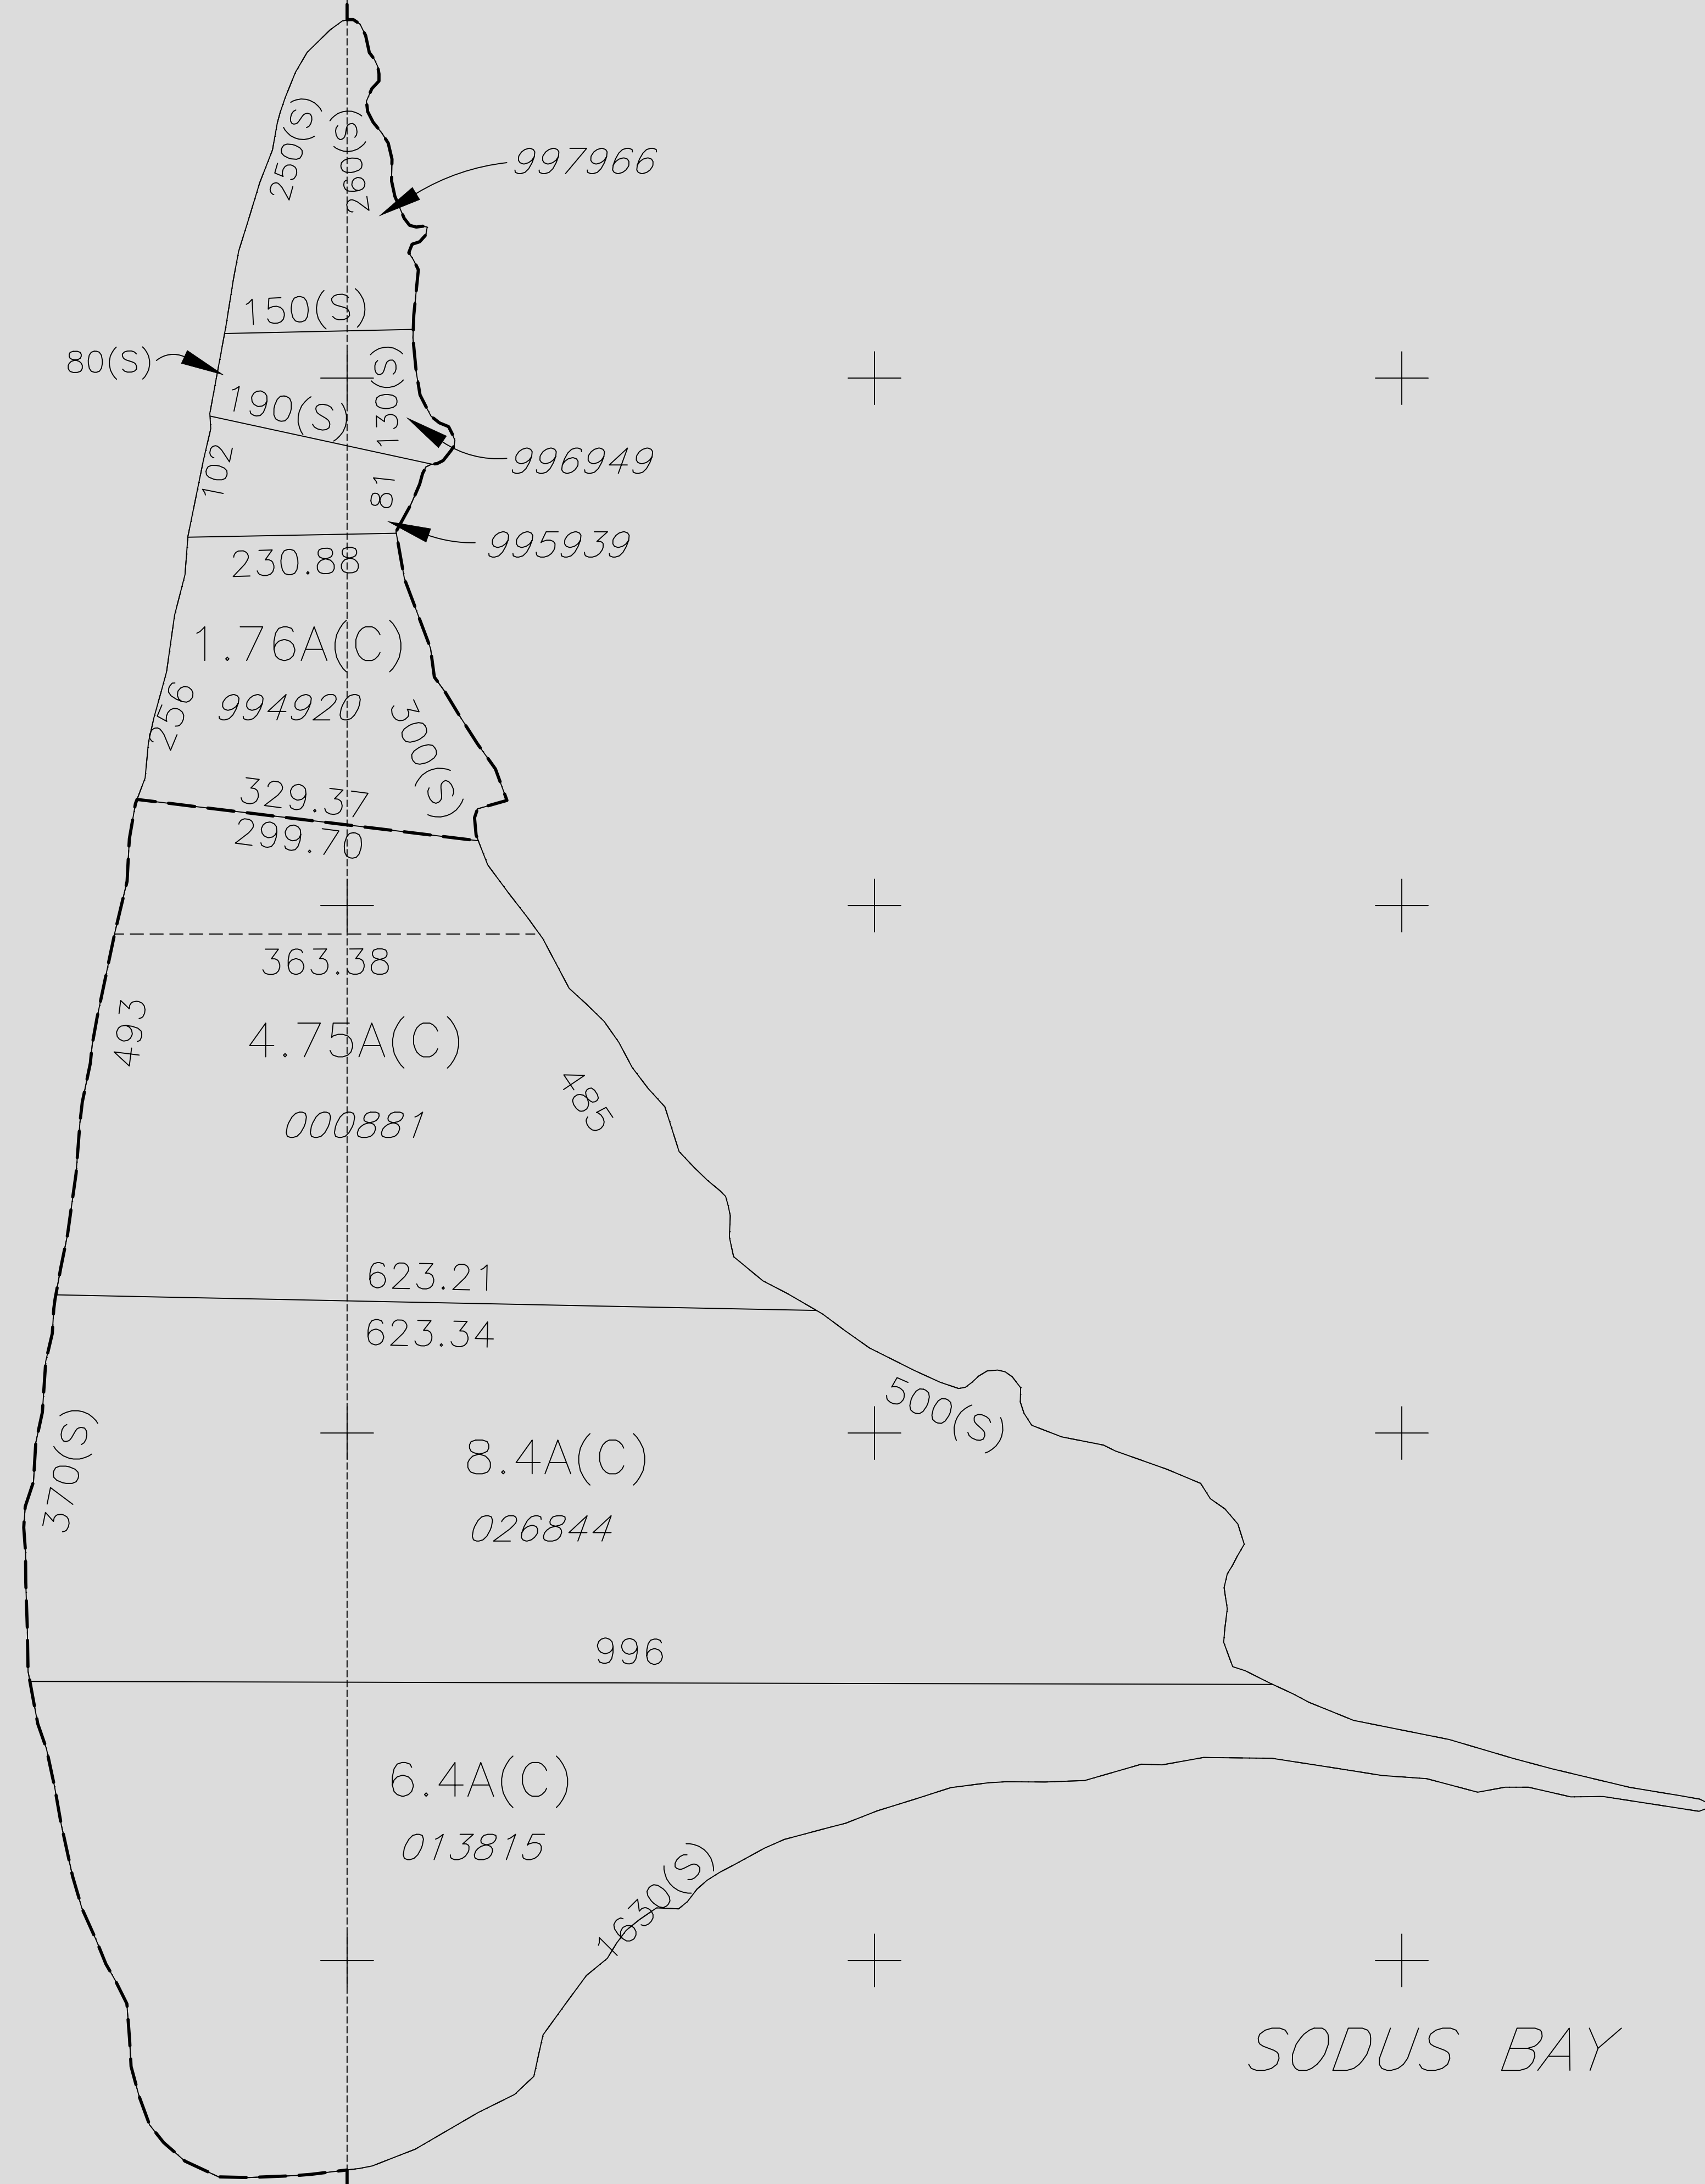 250(S)
260(S)
997966
150(S)
80(S)
190(S)
130(S)
996949
102
81
995939
230.88
1.76A(C)
994920
256
300(S)
329.37
299.70
363.38
493
4.75A(C)
485
000881
623.21
623.34
500(S)
370(S)
8.4A(C)
026844
996
6.4A(C)
013815
1630(S)
SODUS BAY